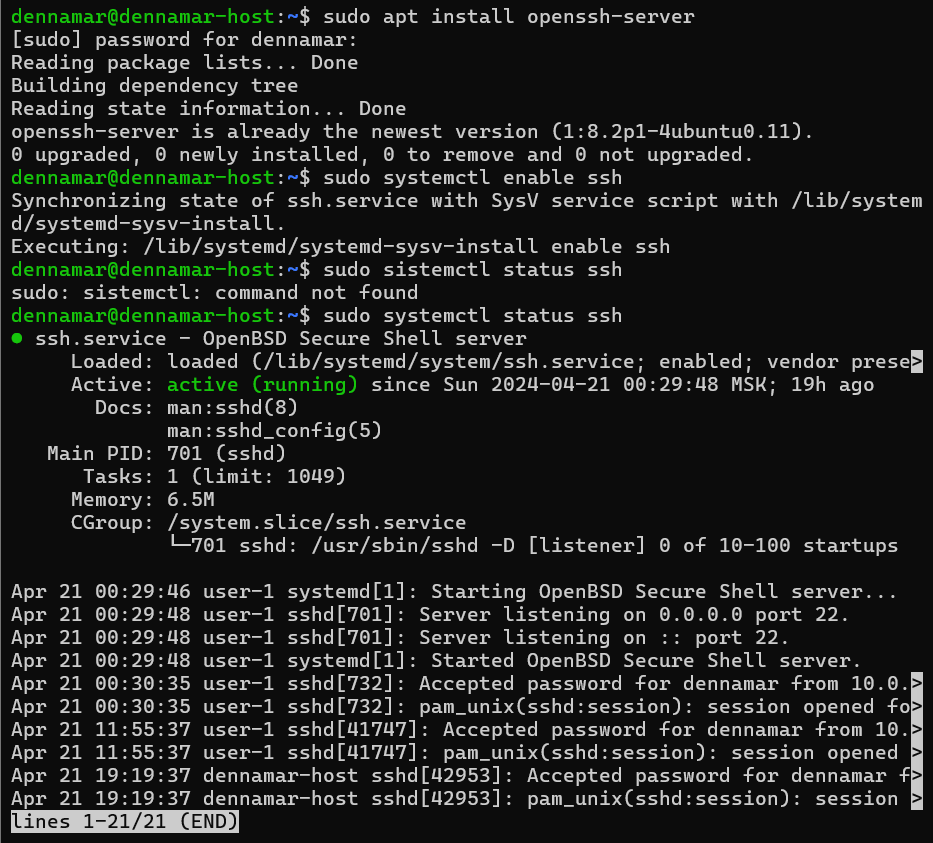 dennamar@dennamar-host:~$ sudo apt install openssh-server
[sudo] password for dennamar:
Reading package lists... Done
Building dependency tree
Reading state information... Done
openssh-server is already the newest version (1:8.2p1-4ubuntu0.11).
0 upgraded, 0 newly installed, 0 to remove and 0 not upgraded.
dennamar@dennamar-host:~$ sudo systemctl enable ssh
Synchronizing state of ssh.service with SysV service script with /lib/system
d/systemd-sysv-install.
Executing: /lib/systemd/systemd-sysv-install enable ssh
dennamar@dennamar-host:~$ sudo sistemctl status ssh
sudo: sistemctl: command not found
dennamar@dennamar-host:~$ sudo systemctl status ssh
● ssh.service - OpenBSD Secure Shell server
     Loaded: loaded (/lib/systemd/system/ssh.service; enabled; vendor prese>
     Active: active (running) since Sun 2024-04-21 00:29:48 MSK; 19h ago
       Docs: man:sshd(8)
             man:sshd_config(5)
   Main PID: 701 (sshd)
      Tasks: 1 (limit: 1049)
     Memory: 6.5M
     CGroup: /system.slice/ssh.service
             └─701 sshd: /usr/sbin/sshd -D [listener] 0 of 10-100 startups

Apr 21 00:29:46 user-1 systemd[1]: Starting OpenBSD Secure Shell server...
Apr 21 00:29:48 user-1 sshd[701]: Server listening on 0.0.0.0 port 22.
Apr 21 00:29:48 user-1 sshd[701]: Server listening on :: port 22.
Apr 21 00:29:48 user-1 systemd[1]: Started OpenBSD Secure Shell server.
Apr 21 00:30:35 user-1 sshd[732]: Accepted password for dennamar from 10.0.>
Apr 21 00:30:35 user-1 sshd[732]: pam_unix(sshd:session): session opened fo>
Apr 21 11:55:37 user-1 sshd[41747]: Accepted password for dennamar from 10.>
Apr 21 11:55:37 user-1 sshd[41747]: pam_unix(sshd:session): session opened >
Apr 21 19:19:37 dennamar-host sshd[42953]: Accepted password for dennamar f>
Apr 21 19:19:37 dennamar-host sshd[42953]: pam_unix(sshd:session): session >
lines 1-21/21 (END)